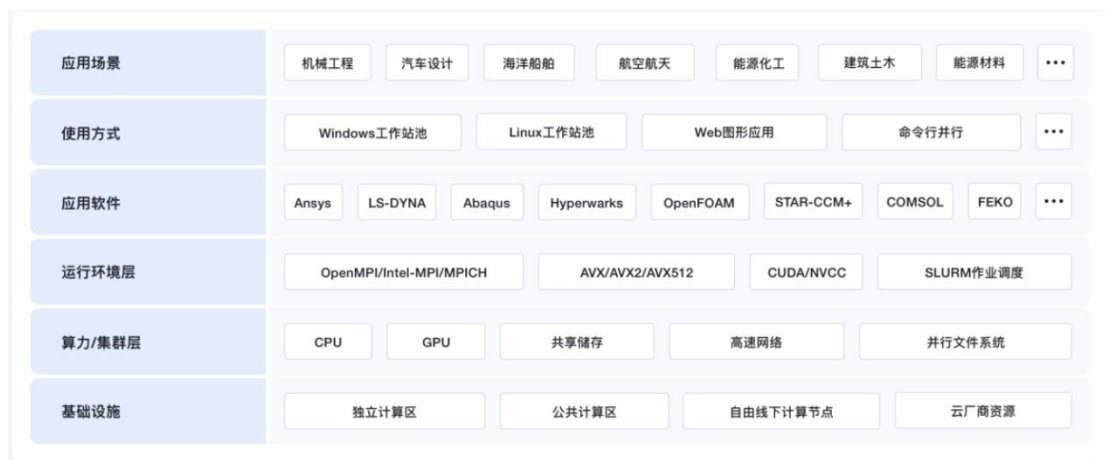 应用场景 机械工程 汽车设计 海洋船舶 航空航天 能源化工 建筑土木 能源材料 •••
使用方式 Windows工作站池 Linux工作站池 Web图形应用 命令行并行 •••
应用软件 Ansys LS-DYNA Abaqus Hyperwarks OpenFOAM STAR-CCM+ COMSOL FEKO •••
运行环境层 OpenMPI/Intel-MPI/MPICH AVX/AVX2/AVX512 CUDA/NVCC SLURM作业调度
算力/集群层 CPU GPU 共享储存 高速网络 并行文件系统
基础设施 独立计算区 公共计算区 自由线下计算节点 云厂商资源